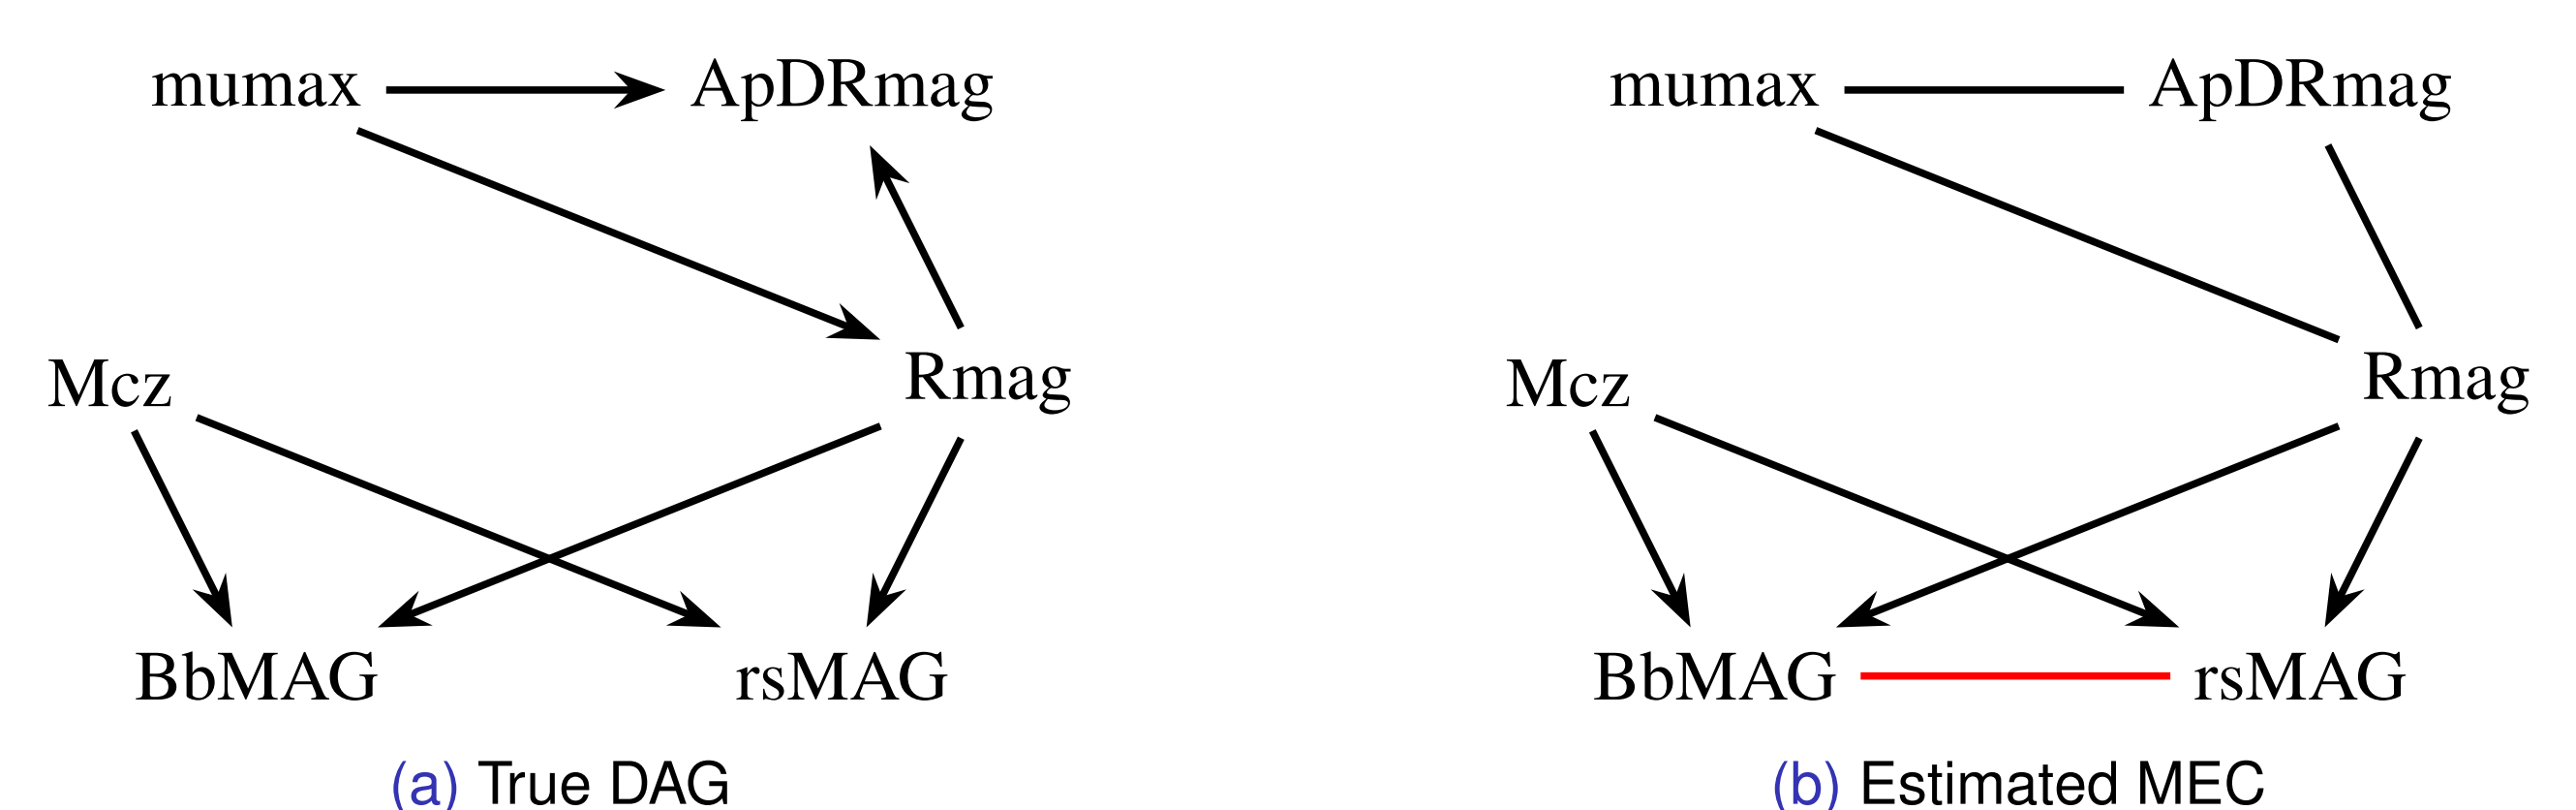 mumax ApDRmag mumax ApDRmag
Mcz Rmag Mcz Rmag
BbMAG rsMAG BbMAG rsMAG
(a) True DAG (b) Estimated MEC